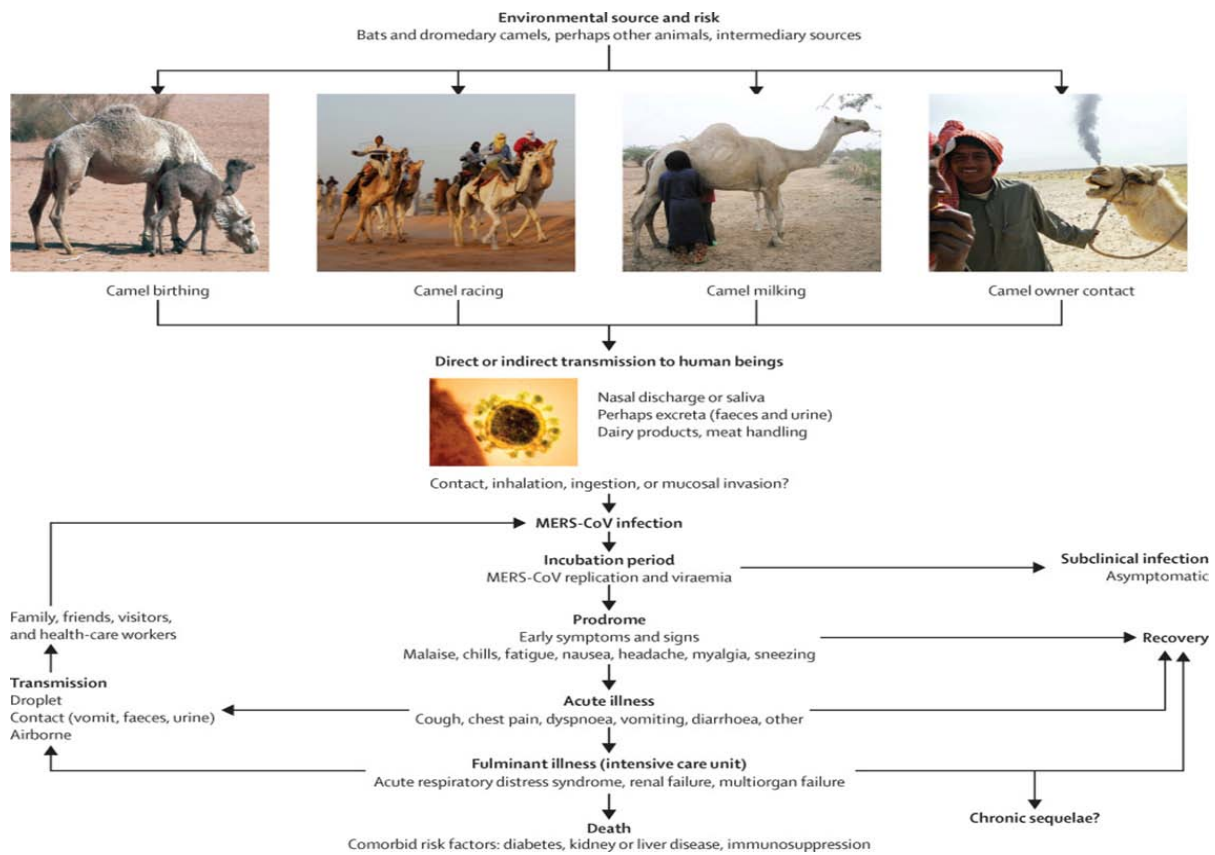 Environmental source and risk
Bats and dromedary camels, perhaps other animals, intermediary sources
Camel birthing
Camel racing
Camel milking
Camel owner contact
Direct or indirect transmission to human beings
Nasal discharge or saliva
Perhaps excreta (faeces and urine)
Dairy products, meat handling
Contact, inhalation, ingestion, or mucosal invasion?
MERS-CoV infection
Incubation period
MERS-CoV replication and viraemia
Subclinical infection
Asymptomatic
Family, friends, visitors,
and health-care workers
Prodrome
Early symptoms and signs
Malaise, chills, fatigue, nausea, headache, myalgia, sneezing
Recovery
Transmission
Droplet
Contact (vomit, faeces, urine)
Airborne
Acute illness
Cough, chest pain, dyspnoea, vomiting, diarrhoea, other
Fulminant illness (intensive care unit)
Acute respiratory distress syndrome, renal failure, multiorgan failure
Chronic sequelae?
Death
Comorbid risk factors: diabetes, kidney or liver disease, immunosuppression